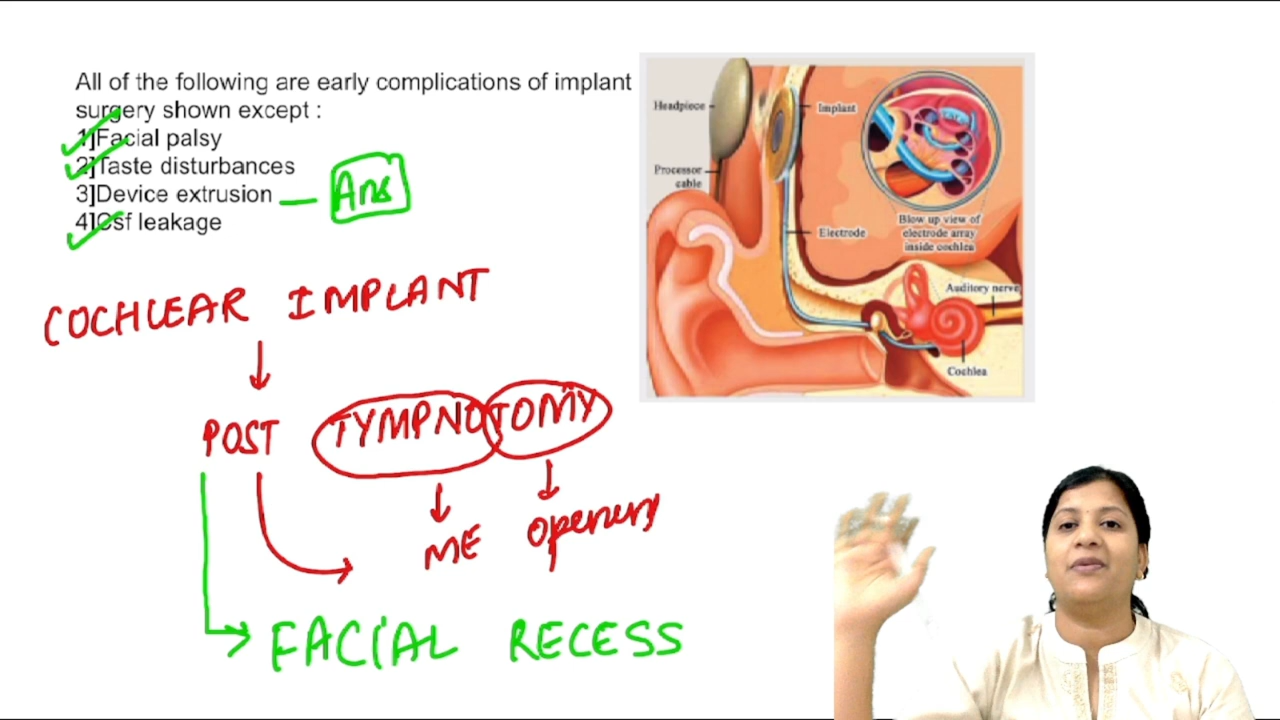 All of the following are early complications of implant
surgery shown except :
1]Facial palsy
2]Taste disturbances
3]Device extrusion
Ans
4]Csf leakage
COCHLEAR IMPLANT
POST TYMPNOTOMY
ME opening
FACIAL RECESS
Headpiece
Implant
Processor
cable
Electrode
Blow up view of
electrode array
inside cochlea
Auditory nerve
Cochlea